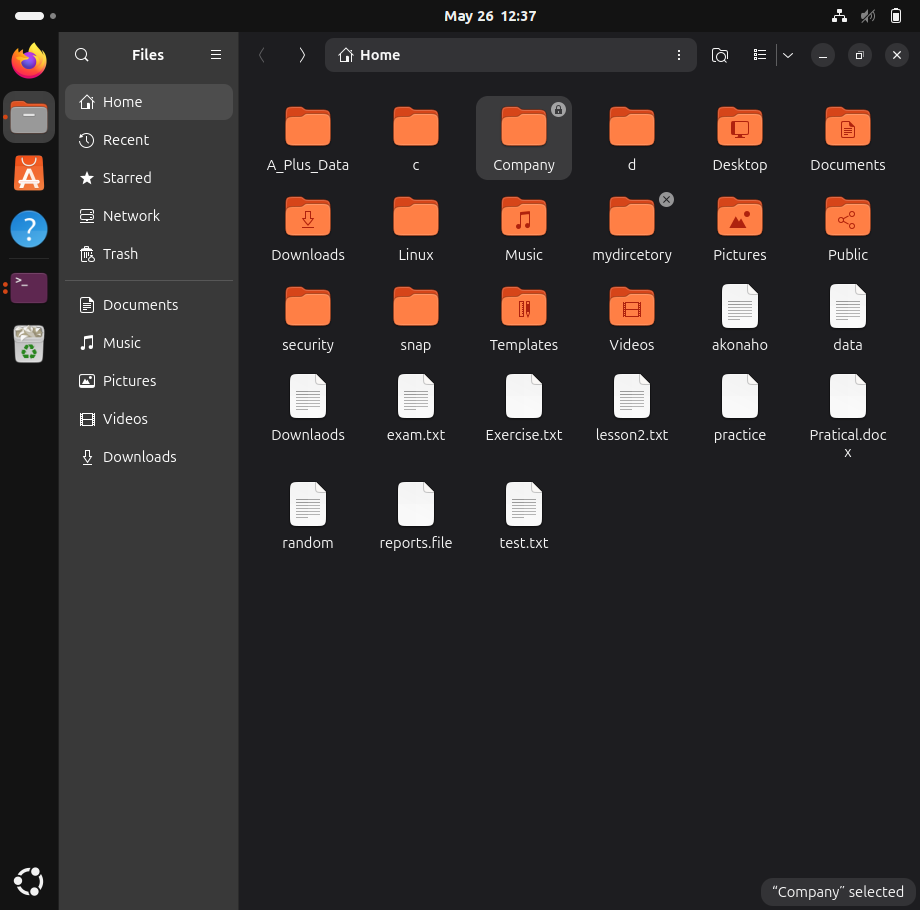 May 26 12:37
Files
Home
Home
Recent
Starred
Network
Trash
Documents
Music
Pictures
Videos
Downloads
A_Plus_Data
c
Company
d
Desktop
Documents
Downloads
Linux
Music
mydircetory
Pictures
Public
security
snap
Templates
Videos
akonaho
data
Downlaods
exam.txt
Exercise.txt
lesson2.txt
practice
Pratical.doc
x
random
reports.file
test.txt
“Company” selected